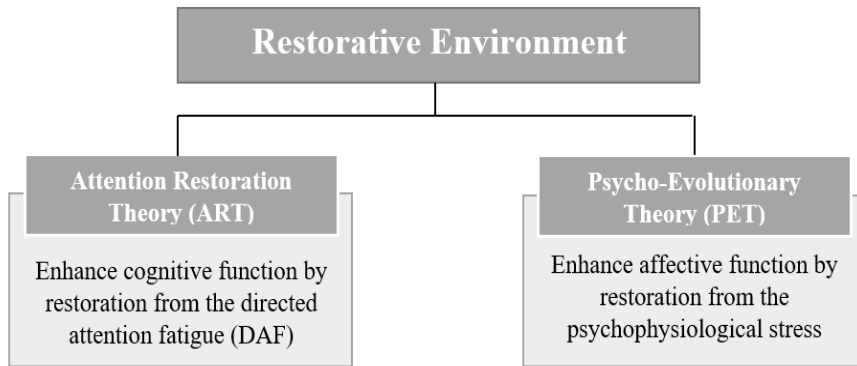 Restorative Environment
Attention Restoration
Theory (ART)
Enhance cognitive function by
restoration from the directed
attention fatigue (DAF)
Psycho-Evolutionary
Theory (PET)
Enhance affective function by
restoration from the
psychophysiological stress